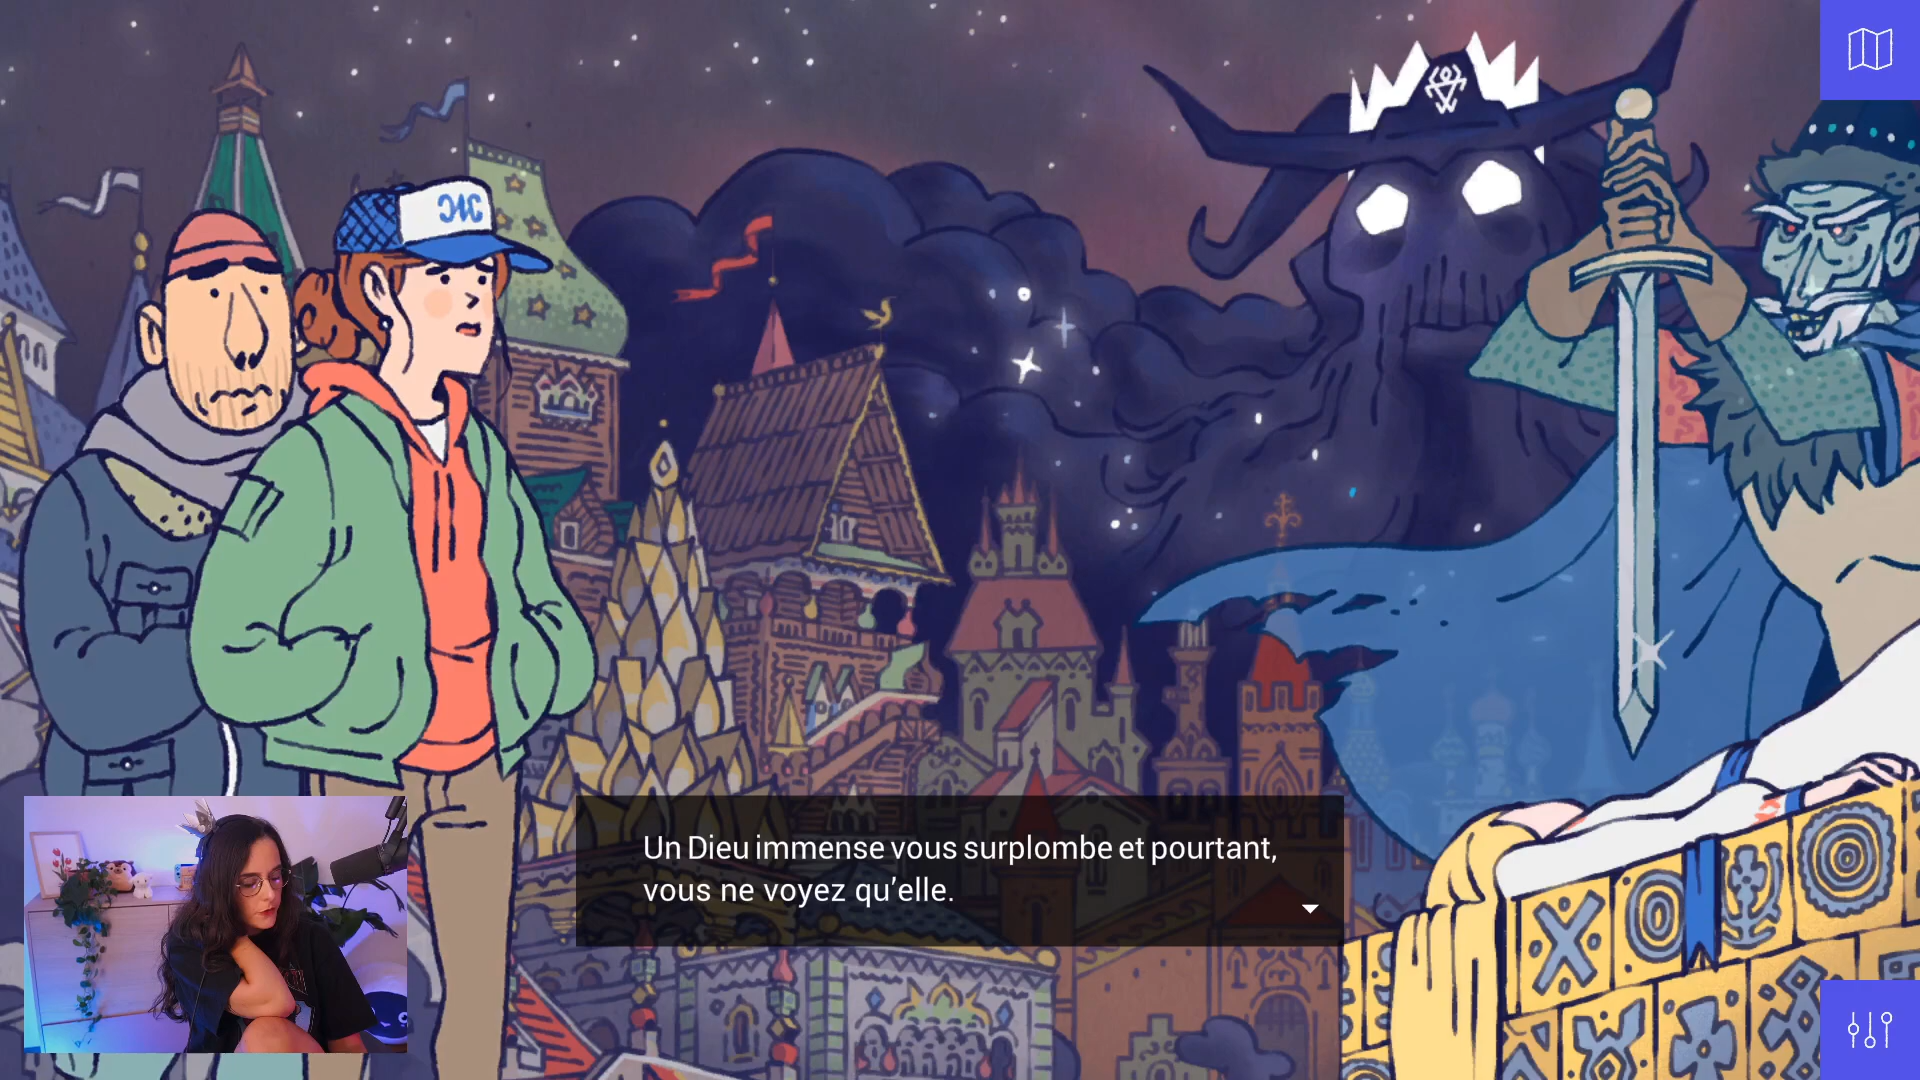 Un Dieu immense vous surplombe et pourtant,
vous ne voyez qu’elle.